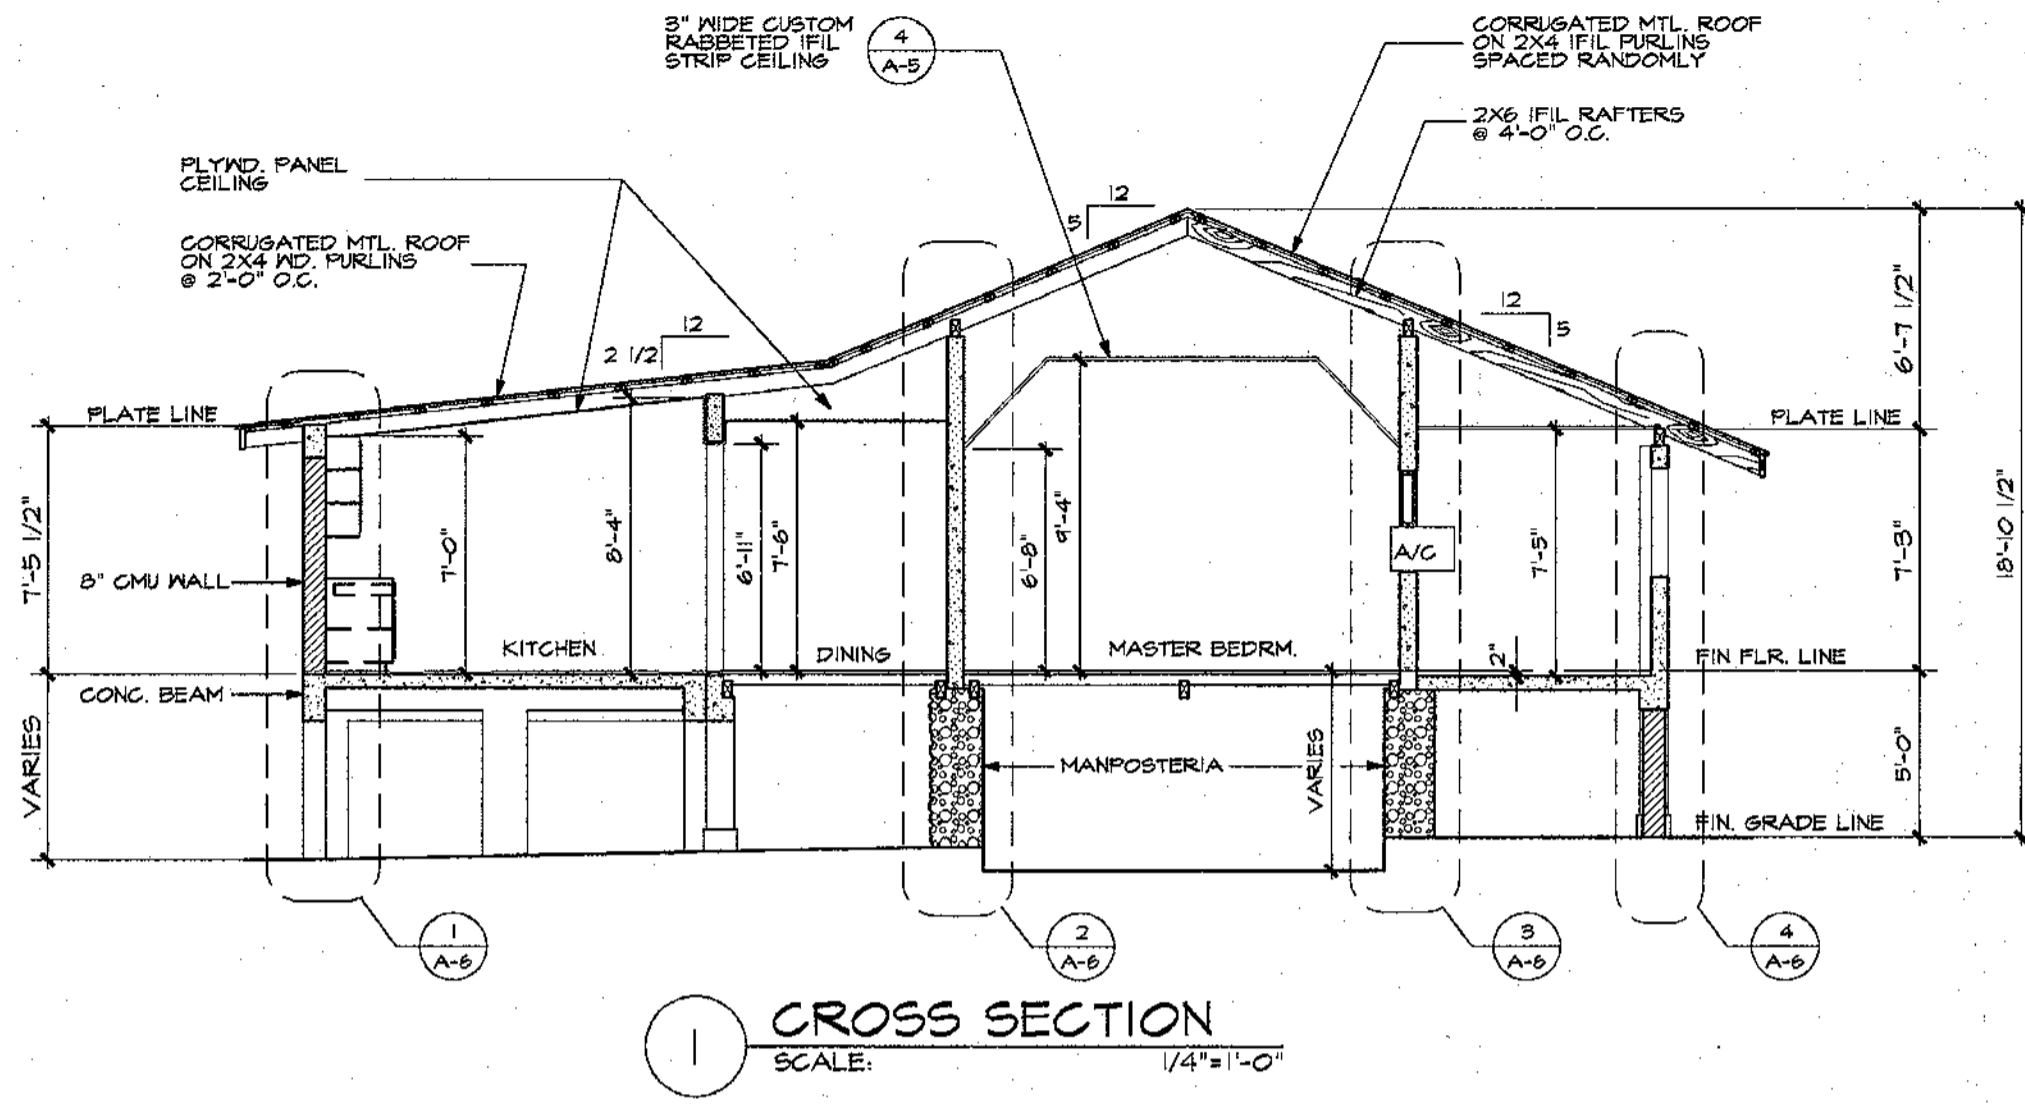 3" WIDE CUSTOM
RABBETED IFIL
STRIP CEILING
4
A-5
CORRUGATED MTL. ROOF
ON 2X4 IFIL PURLINS
SPACED RANDOMLY
2X6 IFIL RAFTERS
@ 4'-0" O.C.
PLYWD. PANEL
CEILING
CORRUGATED MTL. ROOF
ON 2X4 WD. PURLINS
@ 2'-0" O.C.
12
5
12
5
12
2 1/2
PLATE LINE
PLATE LINE
6'-7 1/2"
18'-10 1/2"
7'-5 1/2"
8" CMU WALL
7'-0"
8'-4"
6'-11"
7'-6"
6'-8"
9'-4"
A/C
7'-5"
7'-3"
KITCHEN
DINING
MASTER BEDRM.
2"
FIN FLR. LINE
CONC. BEAM
VARIES
MANPOSTERIA
VARIES
5'-0"
FIN. GRADE LINE
1
A-6
2
A-6
3
A-6
4
A-6
1
CROSS SECTION
SCALE: 1/4"=1'-0"